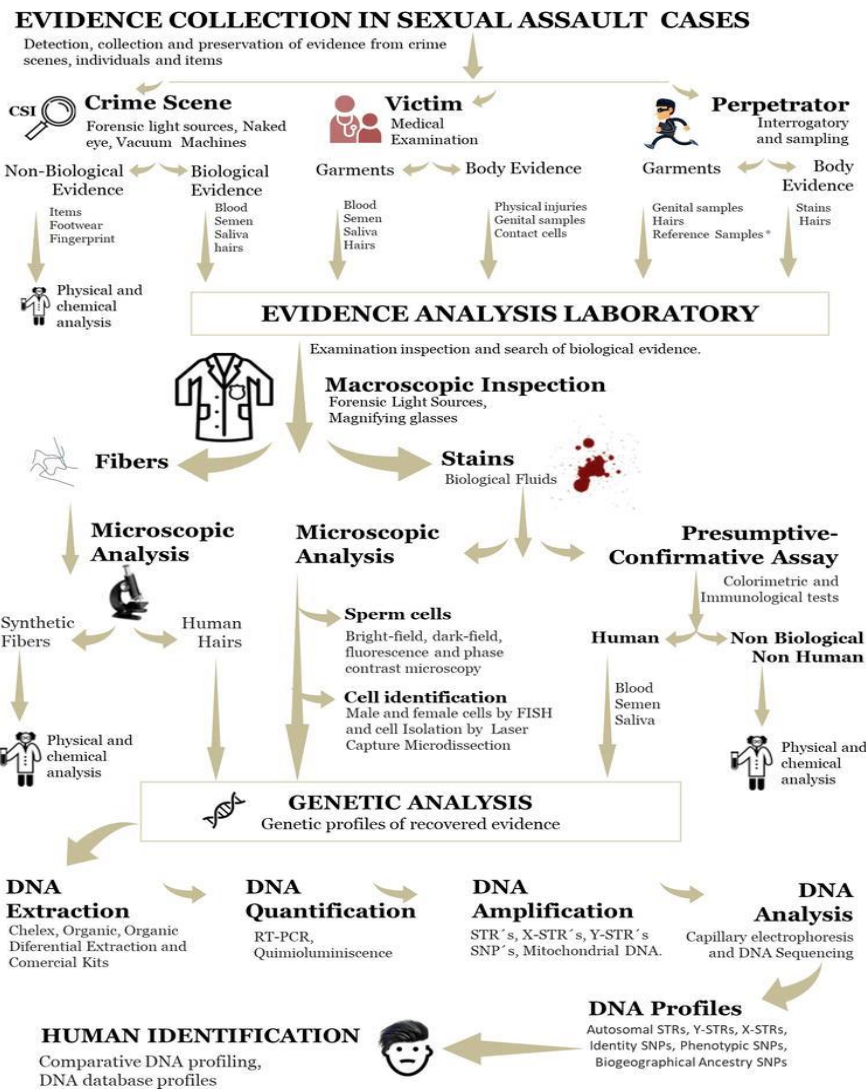 EVIDENCE COLLECTION IN SEXUAL ASSAULT CASES
Detection, collection and preservation of evidence from crime
scenes, individuals and items
CSI
Crime Scene
Forensic light sources, Naked
eye, Vacuum Machines
Victim
Medical
Examination
Perpetrator
Interrogatory
and sampling
Non-Biological
Evidence
Biological
Evidence
Garments
Body Evidence
Garments
Body
Evidence
Items
Footwear
Fingerprint
Blood
Semen
Saliva
hairs
Blood
Semen
Saliva
Hairs
Physical injuries
Genital samples
Contact cells
Genital samples
Hairs
Reference Samples*
Stains
Hairs
Physical and
chemical
analysis
EVIDENCE ANALYSIS LABORATORY
Examination inspection and search of biological evidence.
Macroscopic Inspection
Forensic Light Sources,
Magnifying glasses
Fibers
Stains
Biological Fluids
Microscopic
Analysis
Microscopic
Analysis
Presumptive-
Confirmative Assay
Colorimetric and
Immunological tests
Synthetic
Fibers
Human
Hairs
Sperm cells
Bright-field, dark-field,
fluorescence and phase
contrast microscopy
Cell identification
Male and female cells by FISH
and cell Isolation by Laser
Capture Microdissection
Human
Non Biological
Non Human
Blood
Semen
Saliva
Physical and
chemical
analysis
Physical and
chemical
analysis
GENETIC ANALYSIS
Genetic profiles of recovered evidence
DNA
Extraction
Chelex, Organic, Organic
Diferential Extraction and
Comercial Kits
DNA
Quantification
RT-PCR,
Quimioluminiscence
DNA
Amplification
STR´s, X-STR´s, Y-STR´s
SNP´s, Mitochondrial DNA.
DNA
Analysis
Capillary electrophoresis
and DNA Sequencing
DNA Profiles
Autosomal STRs, Y-STRs, X-STRs,
Identity SNPs, Phenotypic SNPs,
Biogeographical Ancestry SNPs
HUMAN IDENTIFICATION
Comparative DNA profiling,
DNA database profiles